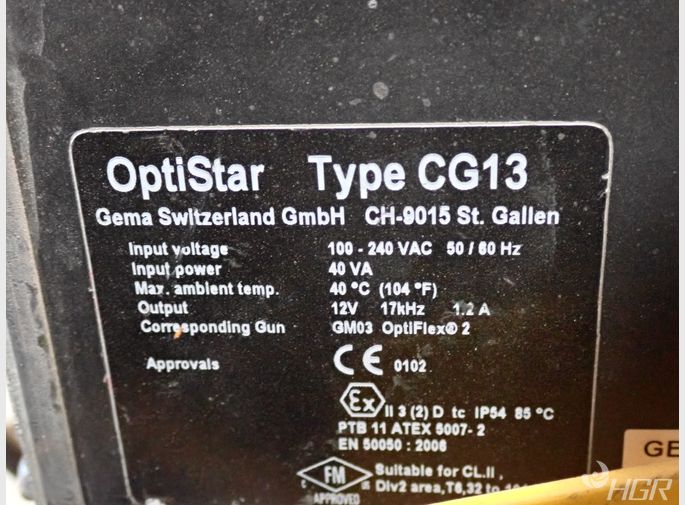 OptiStar Type CG13
Gema Switzerland GmbH CH-9015 St. Gallen
Input voltage 100 - 240 VAC 50 / 60 Hz
Input power 40 VA
Max. ambient temp. 40 °C (104 °F)
Output 12V 17kHz 1.2 A
Corresponding Gun GM03 OptiFlex® 2
Approvals CE 0102
Ex II 3 (2) D tc IP54 85 °C
PTB 11 ATEX 5007- 2
EN 50050 : 2006
FM Suitable for CL.II ,
C APPROVED Div2 area,T6,32 to
GE
HGR